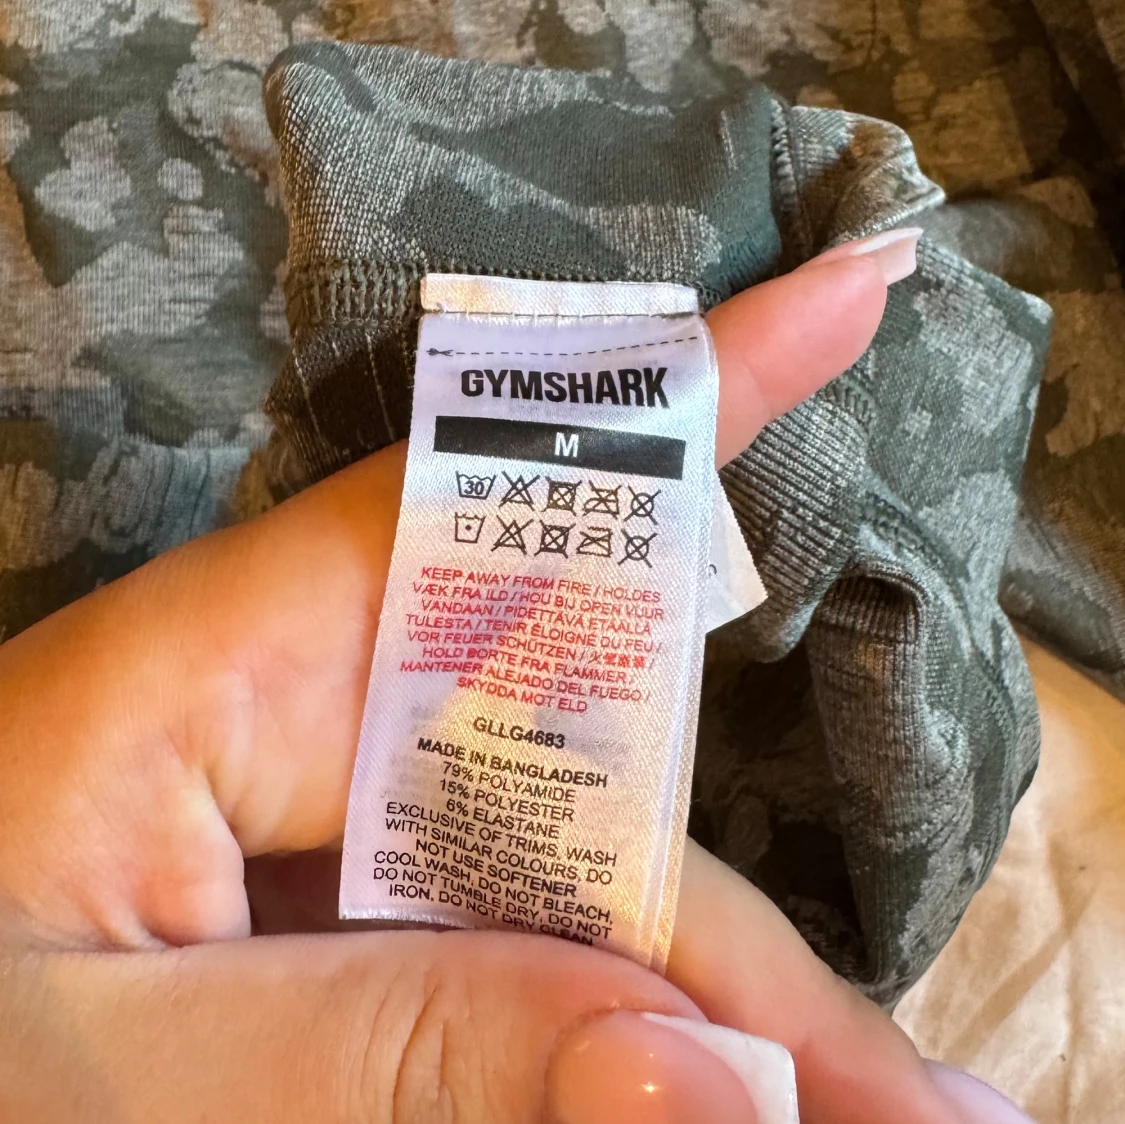 GYMSHARK
M
30
KEEP AWAY FROM FIRE / HOLDES
VÆK FRA ILD / HOU BIJ OPEN VUUR
VANDAAN / PIDETTÄVÄ ETÄÄLLÄ
TULESTA / TENIR ÉLOIGNÉ DU FEU /
VOR FEUER SCHÜTZEN / /
HOLD BORTE FRA FLAMMER /
MANTENER ALEJADO DEL FUEGO /
SKYDDA MOT ELD
GLLG4683
MADE IN BANGLADESH
79% POLYAMIDE
15% POLYESTER
6% ELASTANE
EXCLUSIVE OF TRIMS, WASH
WITH SIMILAR COLOURS, DO
NOT USE SOFTENER
COOL WASH, DO NOT BLEACH,
DO NOT TUMBLE DRY, DO NOT
IRON, DO NOT DRY CLEAN